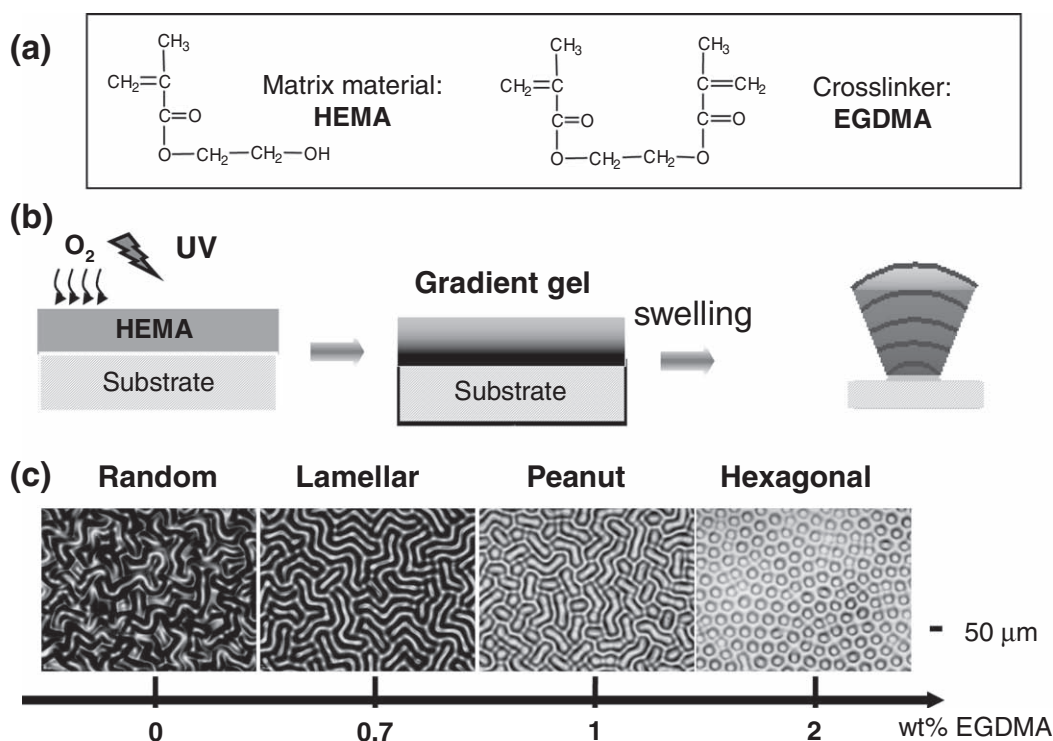 (a)
CH3
CH2=C
C=O
O—CH2—CH2—OH
Matrix material:
HEMA
CH3
CH3
CH2=C
C=CH2
C=O
C=O
O—CH2—CH2—O
Crosslinker:
EGDMA
(b)
O2
UV
HEMA
Substrate
Gradient gel
Substrate
swelling
(c)
Random Lamellar Peanut Hexagonal
50 μm
0 0.7 1 2 wt% EGDMA